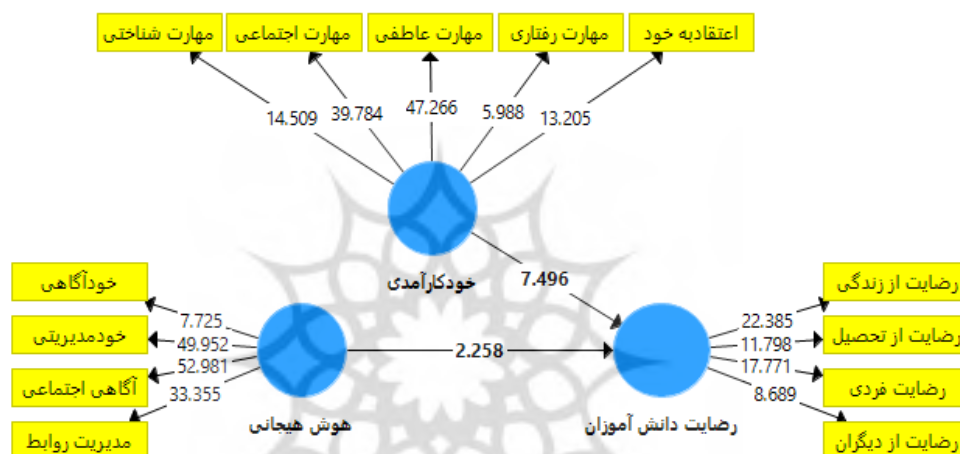 مهارت شناختی
مهارت اجتماعی
مهارت عاطفی
مهارت رفتاری
اعتقادبه خود
14.509
39.784
47.266
5.988
13.205
خودکارآمدی
7.496
خودآگاهی
خودمدیریتی
آگاهی اجتماعی
مدیریت روابط
7.725
49.952
52.981
33.355
هوش هیجانی
2.258
رضایت دانش آموزان
22.385
11.798
17.771
8.689
رضایت از زندگی
رضایت از تحصیل
رضایت فردی
رضایت از دیگران